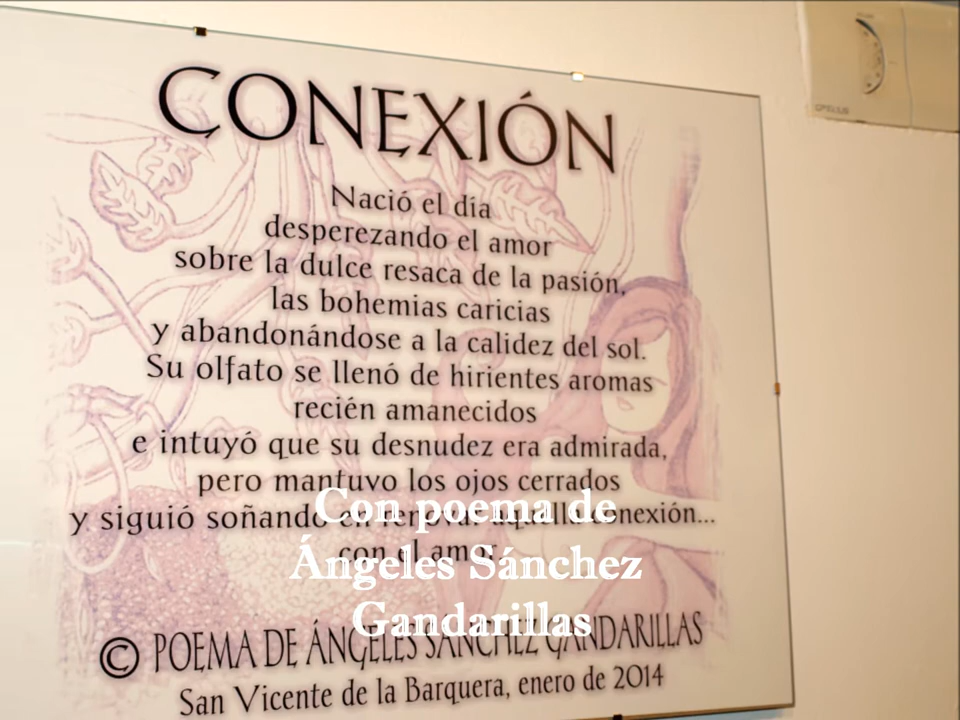 CONEXIÓN
Nació el día
desperezando el amor
sobre la dulce resaca de la pasión,
las bohemias caricias
y abandonándose a la calidez del sol.
Su olfato se llenó de hirientes aromas
recién amanecidos
e intuyó que su desnudez era admirada,
pero mantuvo los ojos cerrados
y siguió soñando en renovar aquella conexión...
con el amor.
Con poema de
Ángeles Sánchez
Gandarillas
© POEMA DE ÁNGELES SÁNCHEZ GANDARILLAS
San Vicente de la Barquera, enero de 2014